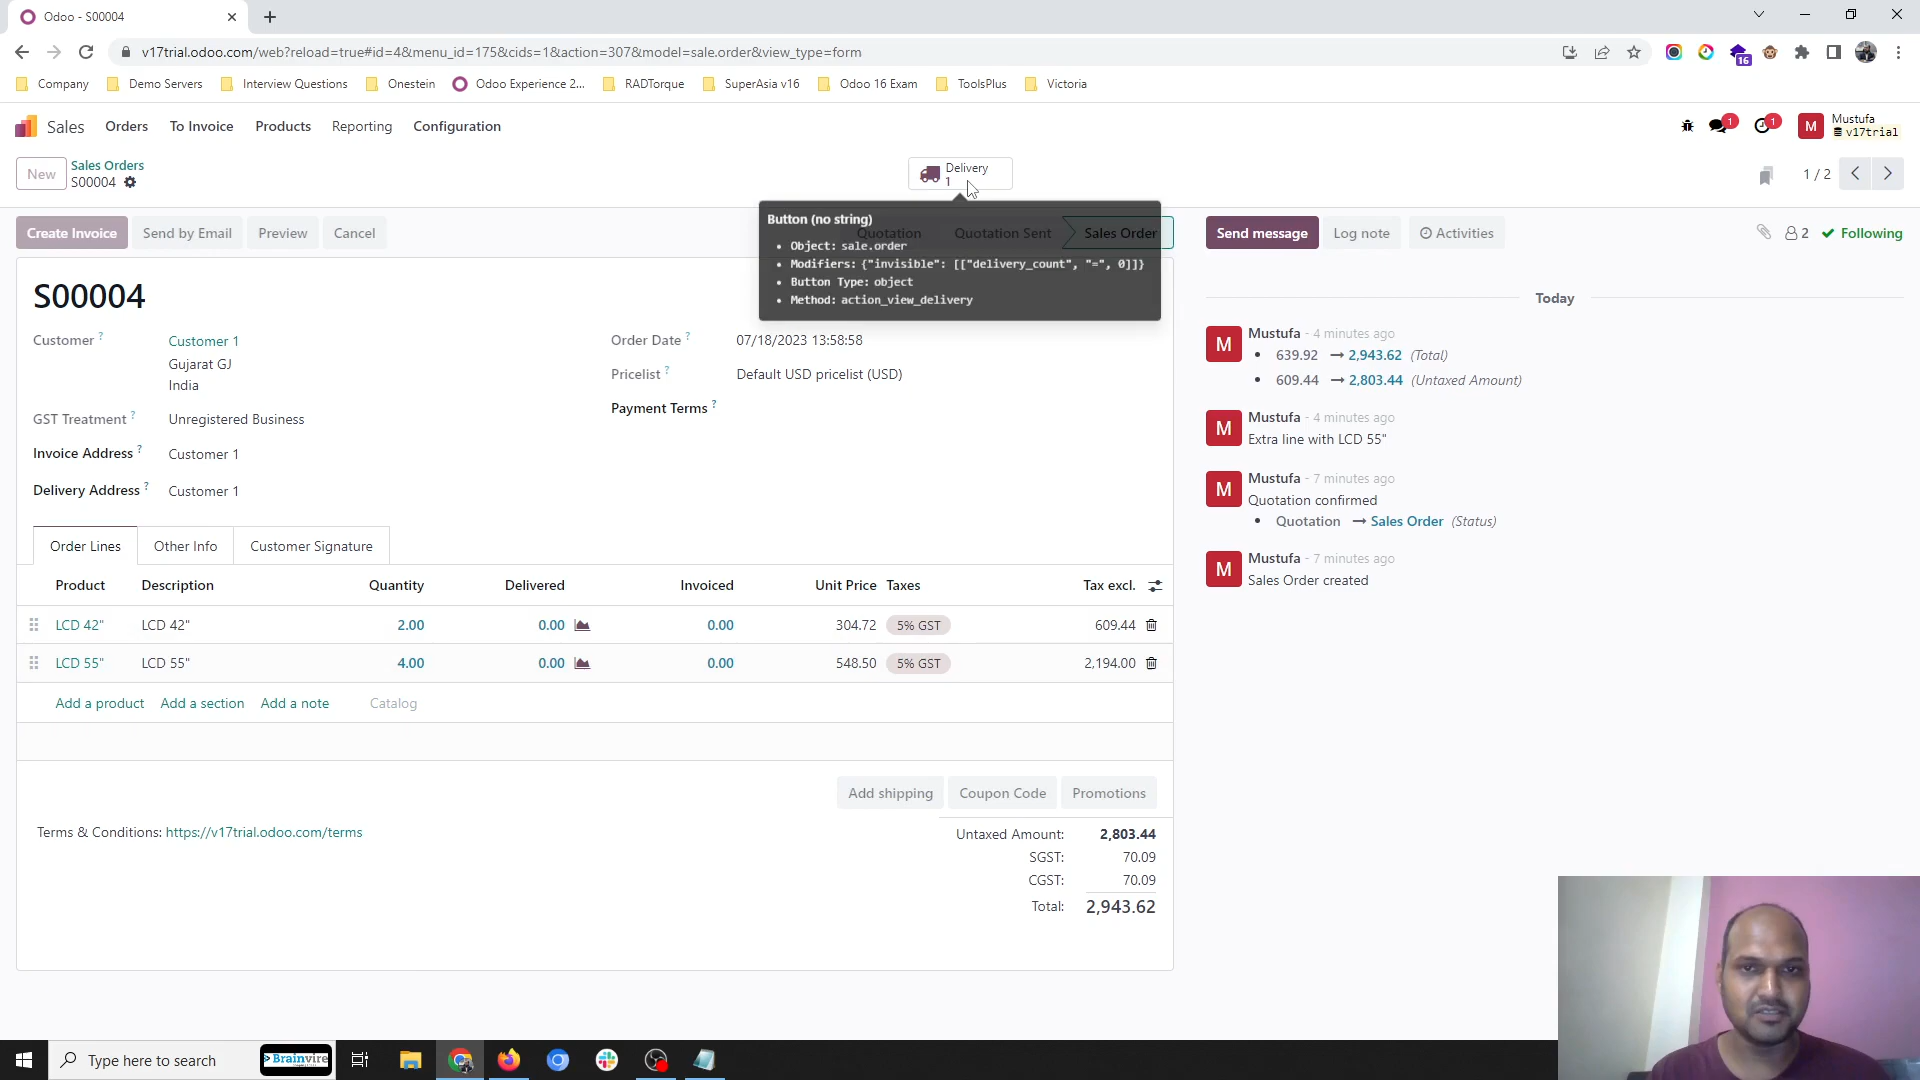 Odoo - S00004
v17trial.odoo.com/web?reload=true#id=4&menu_id=175&cids=1&action=307&model=sale.order&view_type=form
16
Company Demo Servers Interview Questions Onestein Odoo Experience 2... RADTorque SuperAsia v16 Odoo 16 Exam ToolsPlus Victoria
Sales Orders To Invoice Products Reporting Configuration 1 1 M Mustufa
v17trial
New Sales Orders
S00004
Delivery
1
1 / 2
Create Invoice Send by Email Preview Cancel Quotation Quotation Sent Sales Order
Button (no string)
• Object: sale.order
• Modifiers: {"invisible": [["delivery_count", "=", 0]]}
• Button Type: object
• Method: action_view_delivery
Send message Log note Activities 2 Following
S00004
Customer ? Customer 1
Gujarat GJ
India
GST Treatment ? Unregistered Business
Invoice Address ? Customer 1
Delivery Address ? Customer 1
Order Date ? 07/18/2023 13:58:58
Pricelist ? Default USD pricelist (USD)
Payment Terms ?
Order Lines Other Info Customer Signature
Product Description Quantity Delivered Invoiced Unit Price Taxes Tax excl.
LCD 42" LCD 42" 2.00 0.00 0.00 304.72 5% GST 609.44
LCD 55" LCD 55" 4.00 0.00 0.00 548.50 5% GST 2,194.00
Add a product Add a section Add a note Catalog
Add shipping Coupon Code Promotions
Terms & Conditions: https://v17trial.odoo.com/terms
Untaxed Amount: 2,803.44
SGST: 70.09
CGST: 70.09
Total: 2,943.62
Today
M Mustufa - 4 minutes ago
• 639.92 → 2,943.62 (Total)
• 609.44 → 2,803.44 (Untaxed Amount)
M Mustufa - 4 minutes ago
Extra line with LCD 55"
M Mustufa - 7 minutes ago
Quotation confirmed
• Quotation → Sales Order (Status)
M Mustufa - 7 minutes ago
Sales Order created
Type here to search Brainvire